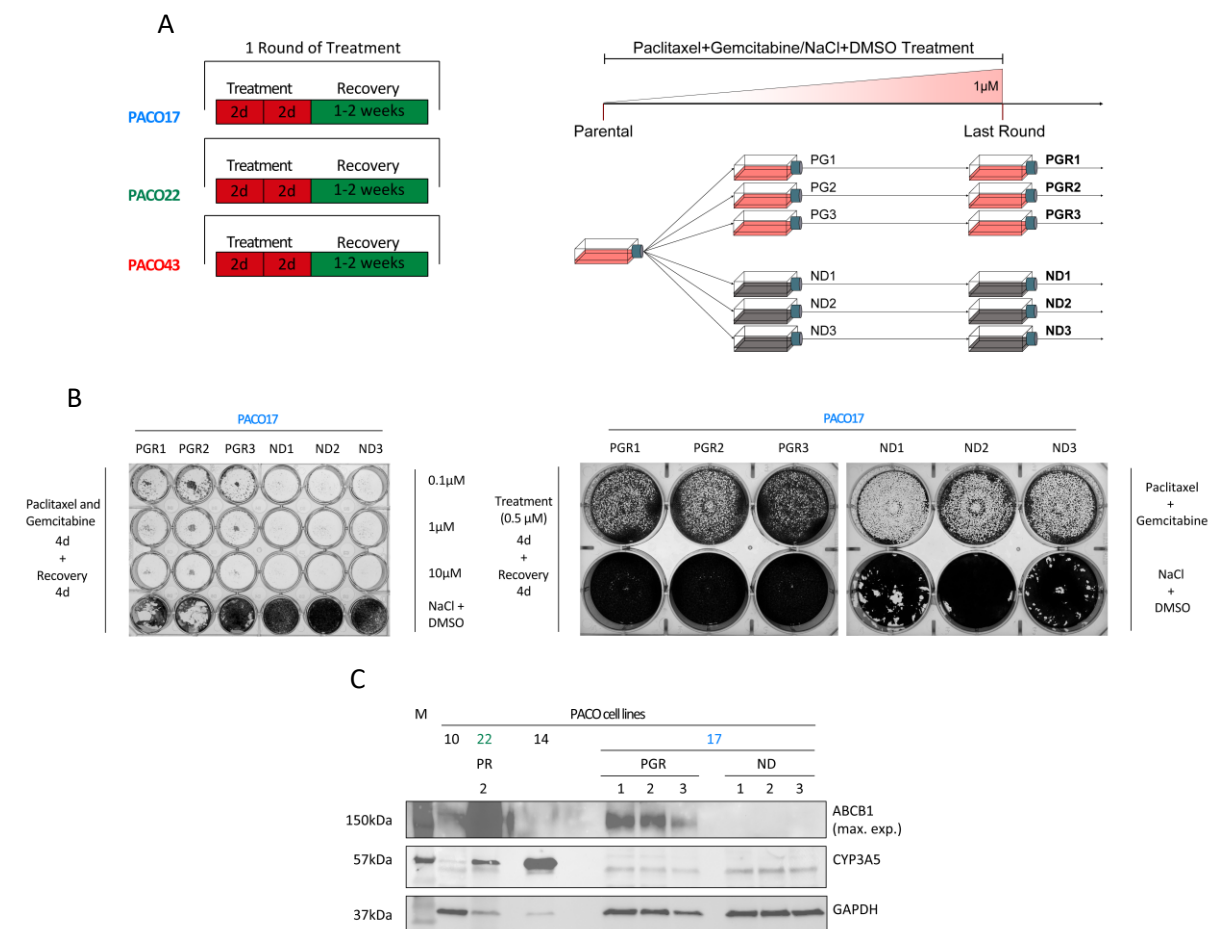 A
1 Round of Treatment
Treatment Recovery
PACO17 2d 2d 1-2 weeks
Treatment Recovery
PACO22 2d 2d 1-2 weeks
Treatment Recovery
PACO43 2d 2d 1-2 weeks
Paclitaxel+Gemcitabine/NaCl+DMSO Treatment
1µM
Parental Last Round
PG1 PGR1
PG2 PGR2
PG3 PGR3
ND1 ND1
ND2 ND2
ND3 ND3
B
PACO17
PGR1 PGR2 PGR3 ND1 ND2 ND3
Paclitaxel and
Gemcitabine
4d
+
Recovery
4d
0.1µM
1µM
10µM
NaCl +
DMSO
PACO17
PGR1 PGR2 PGR3 ND1 ND2 ND3
Treatment
(0.5 µM)
4d
+
Recovery
4d
Paclitaxel
+
Gemcitabine
NaCl
+
DMSO
C
M PACO cell lines
10 22 14 17
PR PGR ND
2 1 2 3 1 2 3
150kDa ABCB1
(max. exp.)
57kDa CYP3A5
37kDa GAPDH